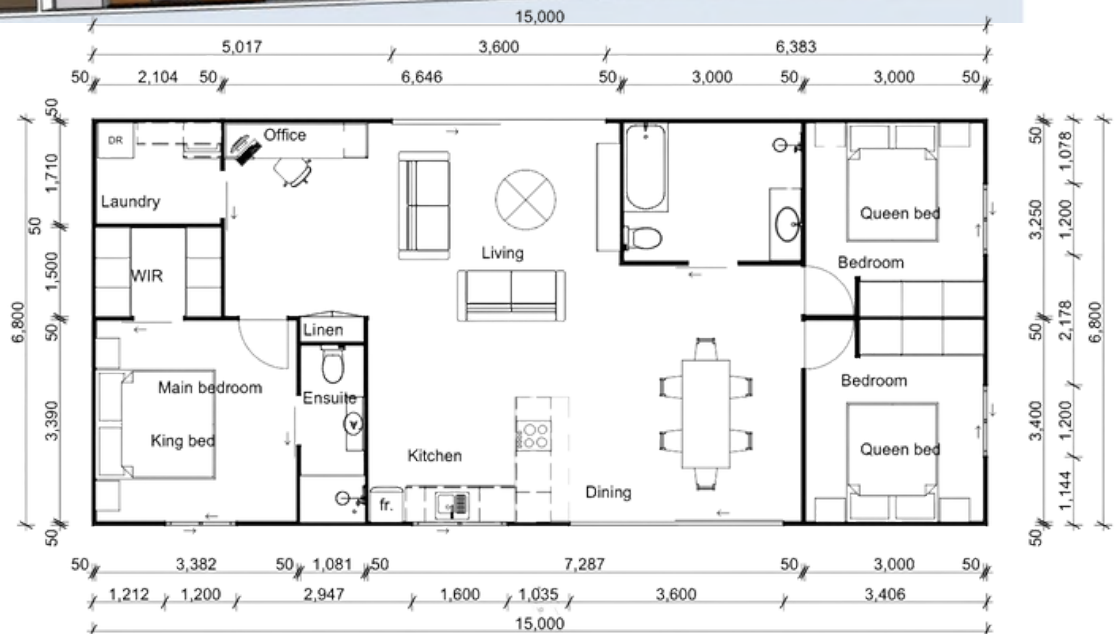 15,000
5,017 3,600 6,383
50 2,104 50 6,646 50 3,000 50 3,000 50
50
1,710
50
1,500
50
3,390
50
6,800
DR
Office
Laundry
WIR
Living
Queen bed
Bedroom
Linen
Main bedroom
Ensuite
King bed
Kitchen
fr.
Dining
Bedroom
Queen bed
50
3,250
50
3,400
50
1,078
1,200
2,178
1,200
1,144
6,800
50 3,382 50 1,081 50 7,287 50 3,000 50
1,212 1,200 2,947 1,600 1,035 3,600 3,406
15,000